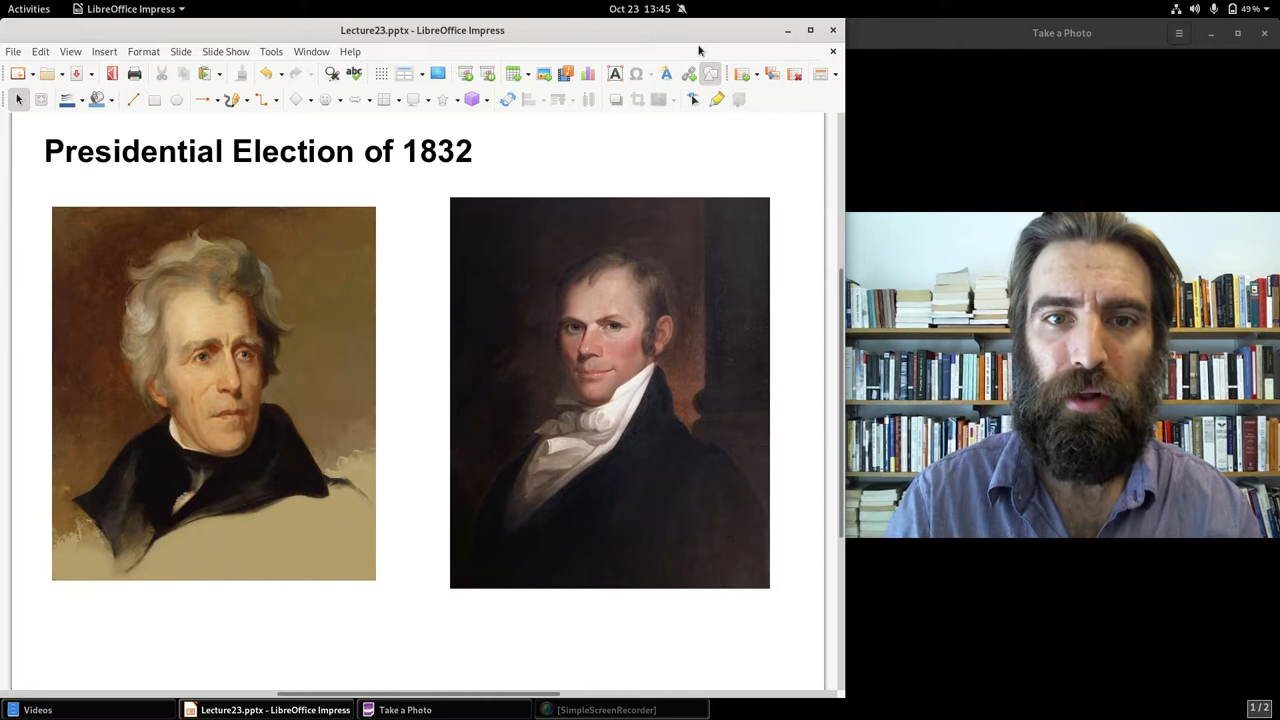 Activities LibreOffice Impress Oct 23 13:45 49 %
Lecture23.pptx - LibreOffice Impress
Take a Photo
File Edit View Insert Format Slide Slide Show Tools Window Help
Presidential Election of 1832
Videos
Lecture23.pptx - LibreOffice Impress
Take a Photo
[SimpleScreenRecorder]
1 / 2